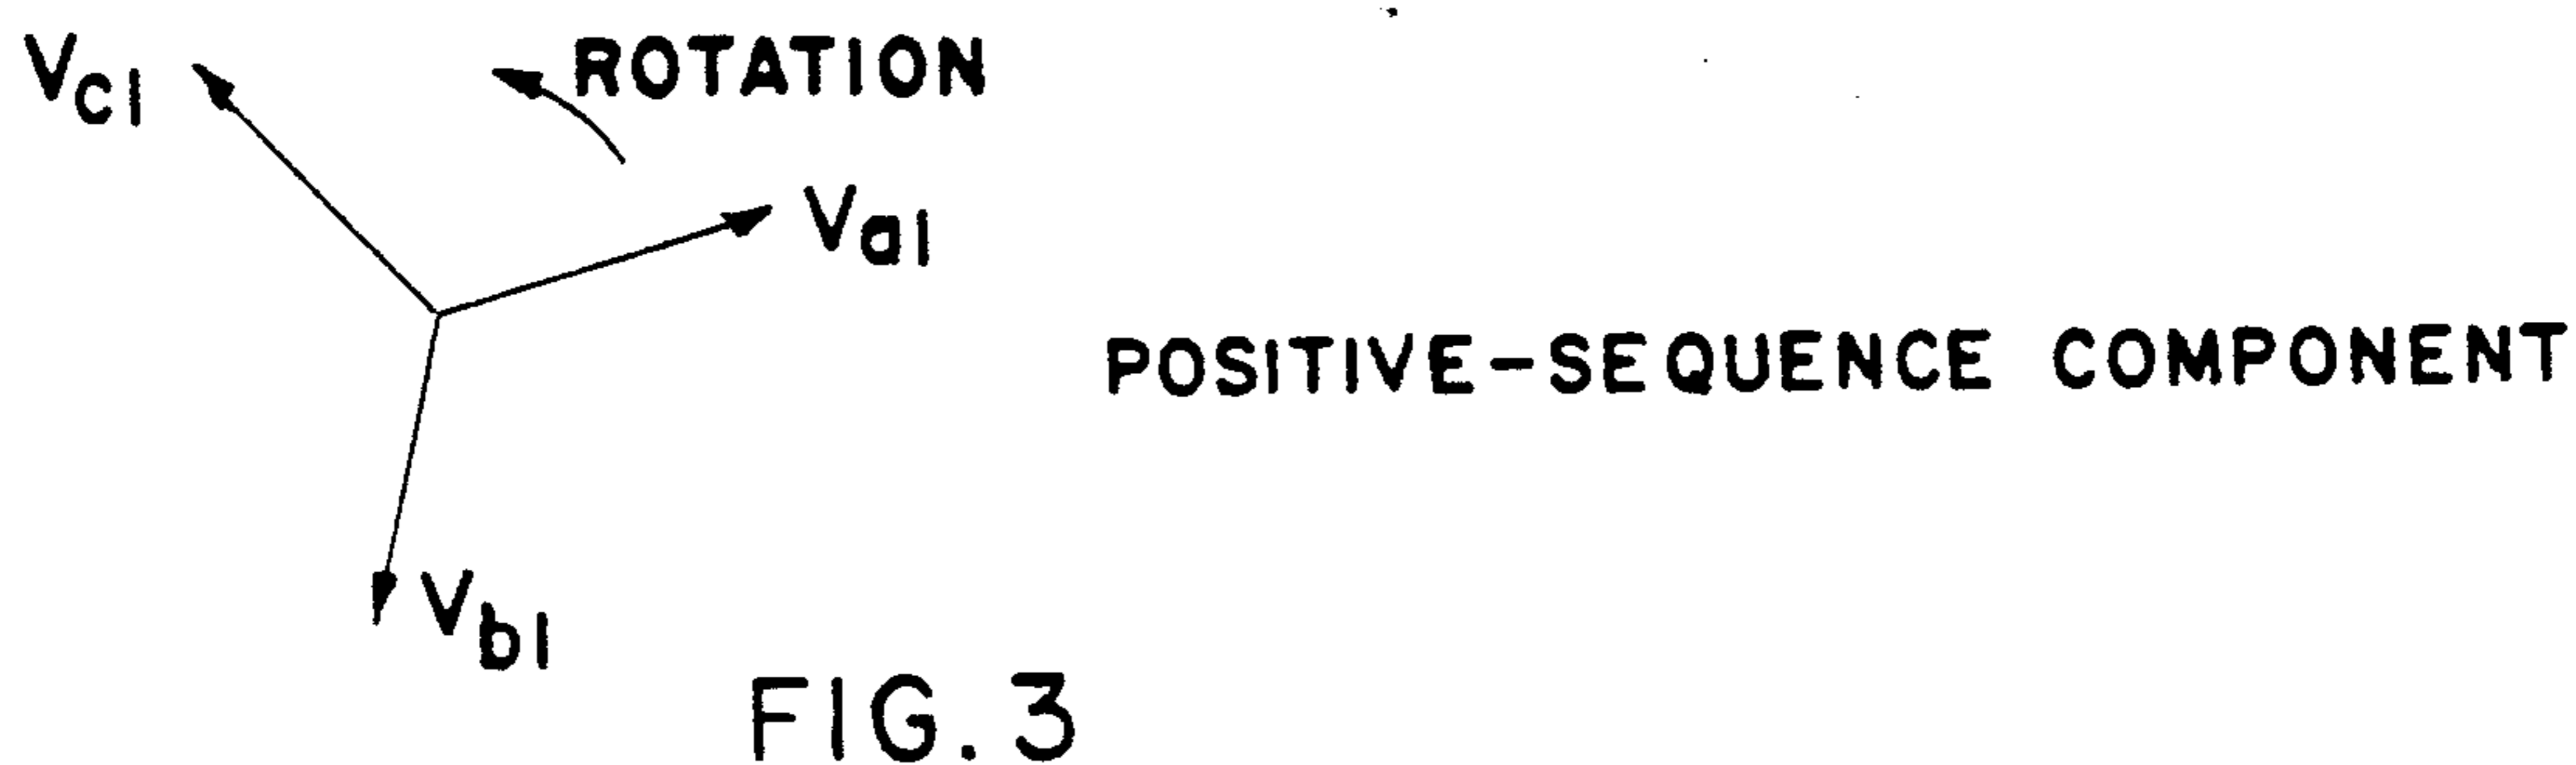 Vc1
ROTATION
Va1
POSITIVE-SEQUENCE COMPONENT
Vb1
FIG. 3